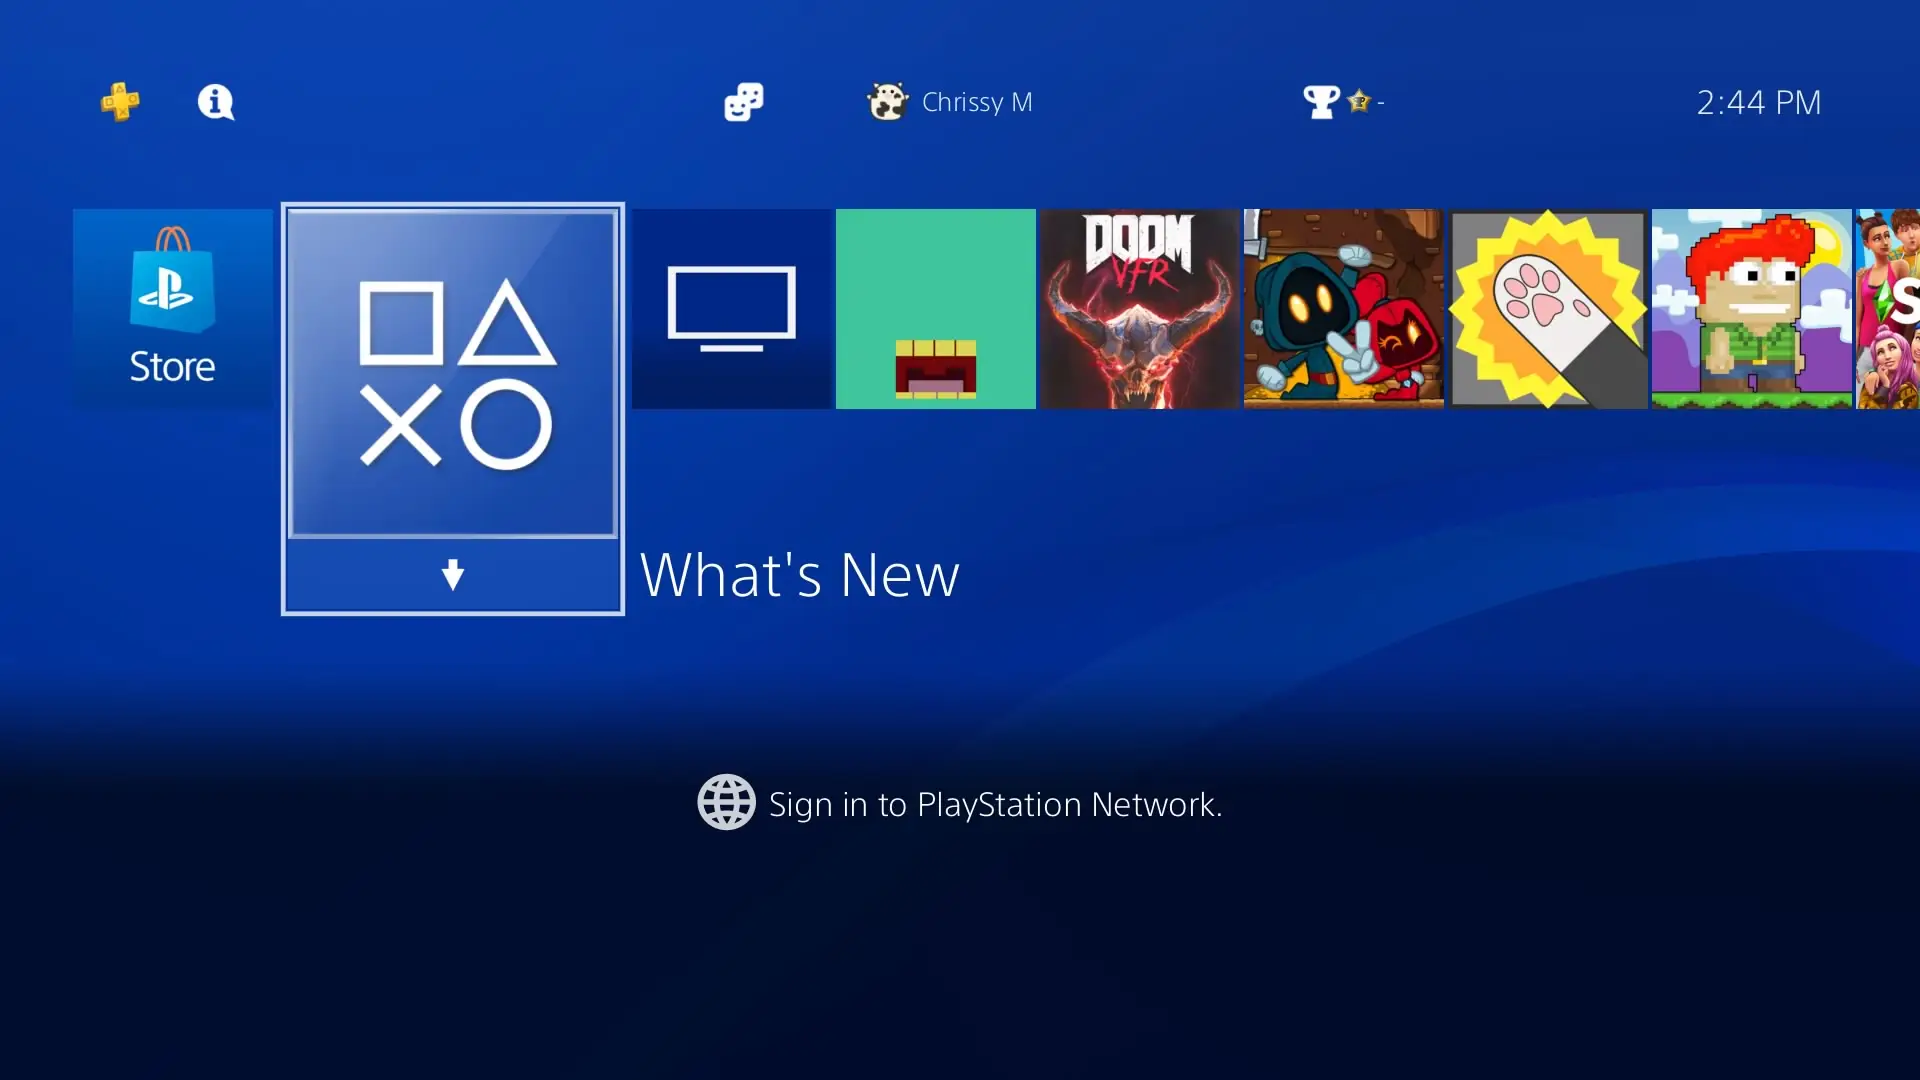 Chrissy M
-
2:44 PM
Store
DOOM
VFR
S
What's New
Sign in to PlayStation Network.